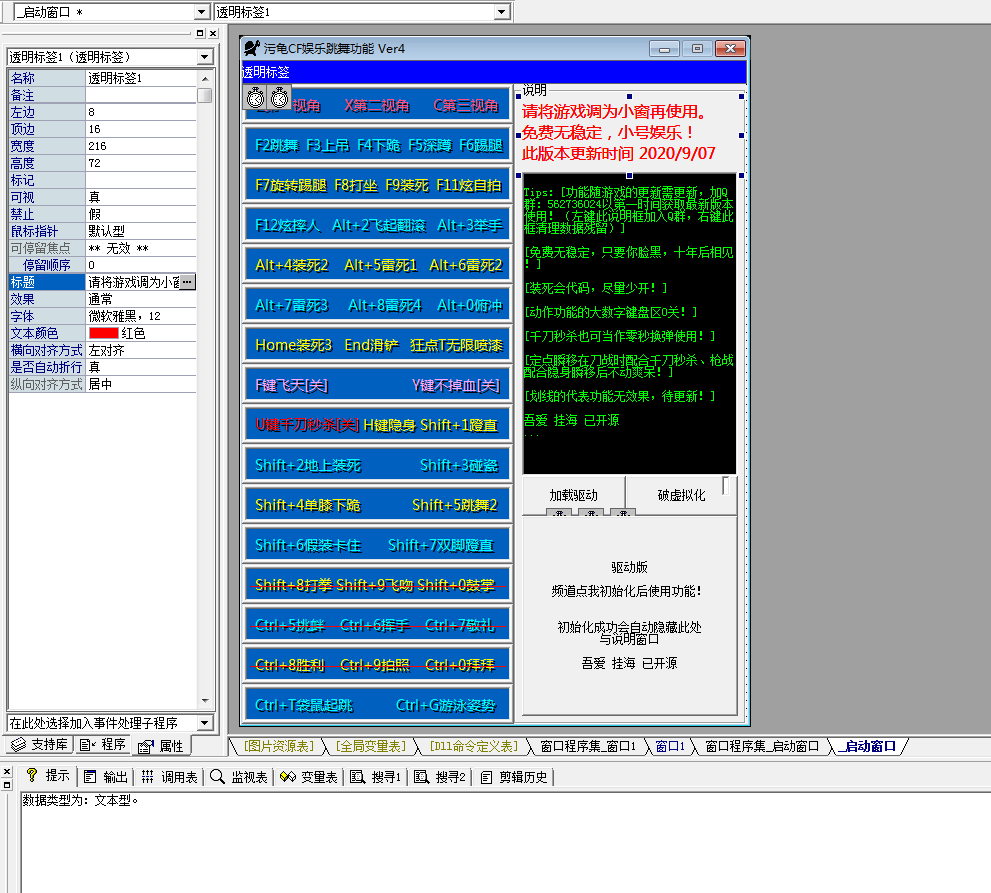 _启动窗口 *
透明标签1
透明标签1（透明标签）
名称 透明标签1
备注
左边 8
顶边 16
宽度 216
高度 72
标记
可视 真
禁止 假
鼠标指针 默认型
可停留焦点 ** 无效 **
停留顺序 0
标题 请将游戏调为小窗 ...
效果 通常
字体 微软雅黑, 12
文本颜色 红色
横向对齐方式 左对齐
是否自动折行 真
纵向对齐方式 居中
在此处选择加入事件处理子程序
支持库 程序 属性
污龟CF娱乐跳舞功能 Ver4
透明标签
视角 X第二视角 C第三视角
F2跳舞 F3上吊 F4下跪 F5深蹲 F6踢腿
F7旋转踢腿 F8打坐 F9装死 F11炫自拍
F12炫摔人 Alt+2飞起翻滚 Alt+3举手
Alt+4装死2 Alt+5雷死1 Alt+6雷死2
Alt+7雷死3 Alt+8雷死4 Alt+0俯冲
Home装死3 End滑铲 狂点T无限喷漆
F键飞天[关] Y键不掉血[关]
U键千刀秒杀[关] H键隐身 Shift+1蹬直
Shift+2地上装死 Shift+3碰瓷
Shift+4单膝下跪 Shift+5跳舞2
Shift+6假装卡住 Shift+7双脚蹬直
Shift+8打拳 Shift+9飞吻 Shift+0鼓掌
Ctrl+5挑衅 Ctrl+6挥手 Ctrl+7敬礼
Ctrl+8胜利 Ctrl+9拍照 Ctrl+0拜拜
Ctrl+T袋鼠起跳 Ctrl+G游泳姿势
说明
请将游戏调为小窗再使用。
免费无稳定，小号娱乐！
此版本更新时间 2020/9/07
Tips: [功能随游戏的更新需更新，加Q
群: 562736024以第一时间获取最新版本
使用！（左键此说明框加入Q群，右键此
框清理数据残留）]
[免费无稳定，只要你脸黑，十年后相见
！]
[装死会代码，尽量少开！]
[动作功能的大数字键盘区0关！]
[千刀秒杀也可当作零秒换弹使用！]
[定点瞬移在刀战时配合千刀秒杀、枪战
配合隐身瞬移后不动爽呆！]
[划线的代表功能无效果，待更新！]
吾爱 挂海 已开源
...
加载驱动 破虚拟化
驱动版
频道点我初始化后使用功能!
初始化成功会自动隐藏此处
与说明窗口
吾爱 挂海 已开源
[图片资源表] [全局变量表] [Dll命令定义表] 窗口程序集_窗口1 窗口1 窗口程序集_启动窗口 _启动窗口
提示 输出 调用表 监视表 变量表 搜寻1 搜寻2 剪辑历史
数据类型为: 文本型。